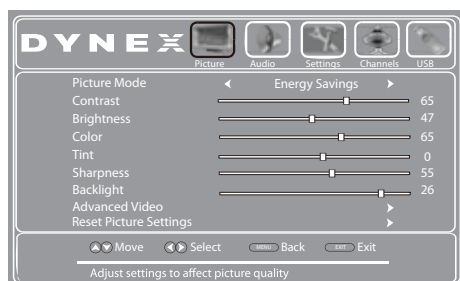 DYNEX
Picture Audio Settings Channels USB
Picture Mode Energy Savings
Contrast 65
Brightness 47
Color 65
Tint 0
Sharpness 55
Backlight 26
Advanced Video
Reset Picture Settings
Move Select MENU Back EXIT Exit
Adjust settings to affect picture quality